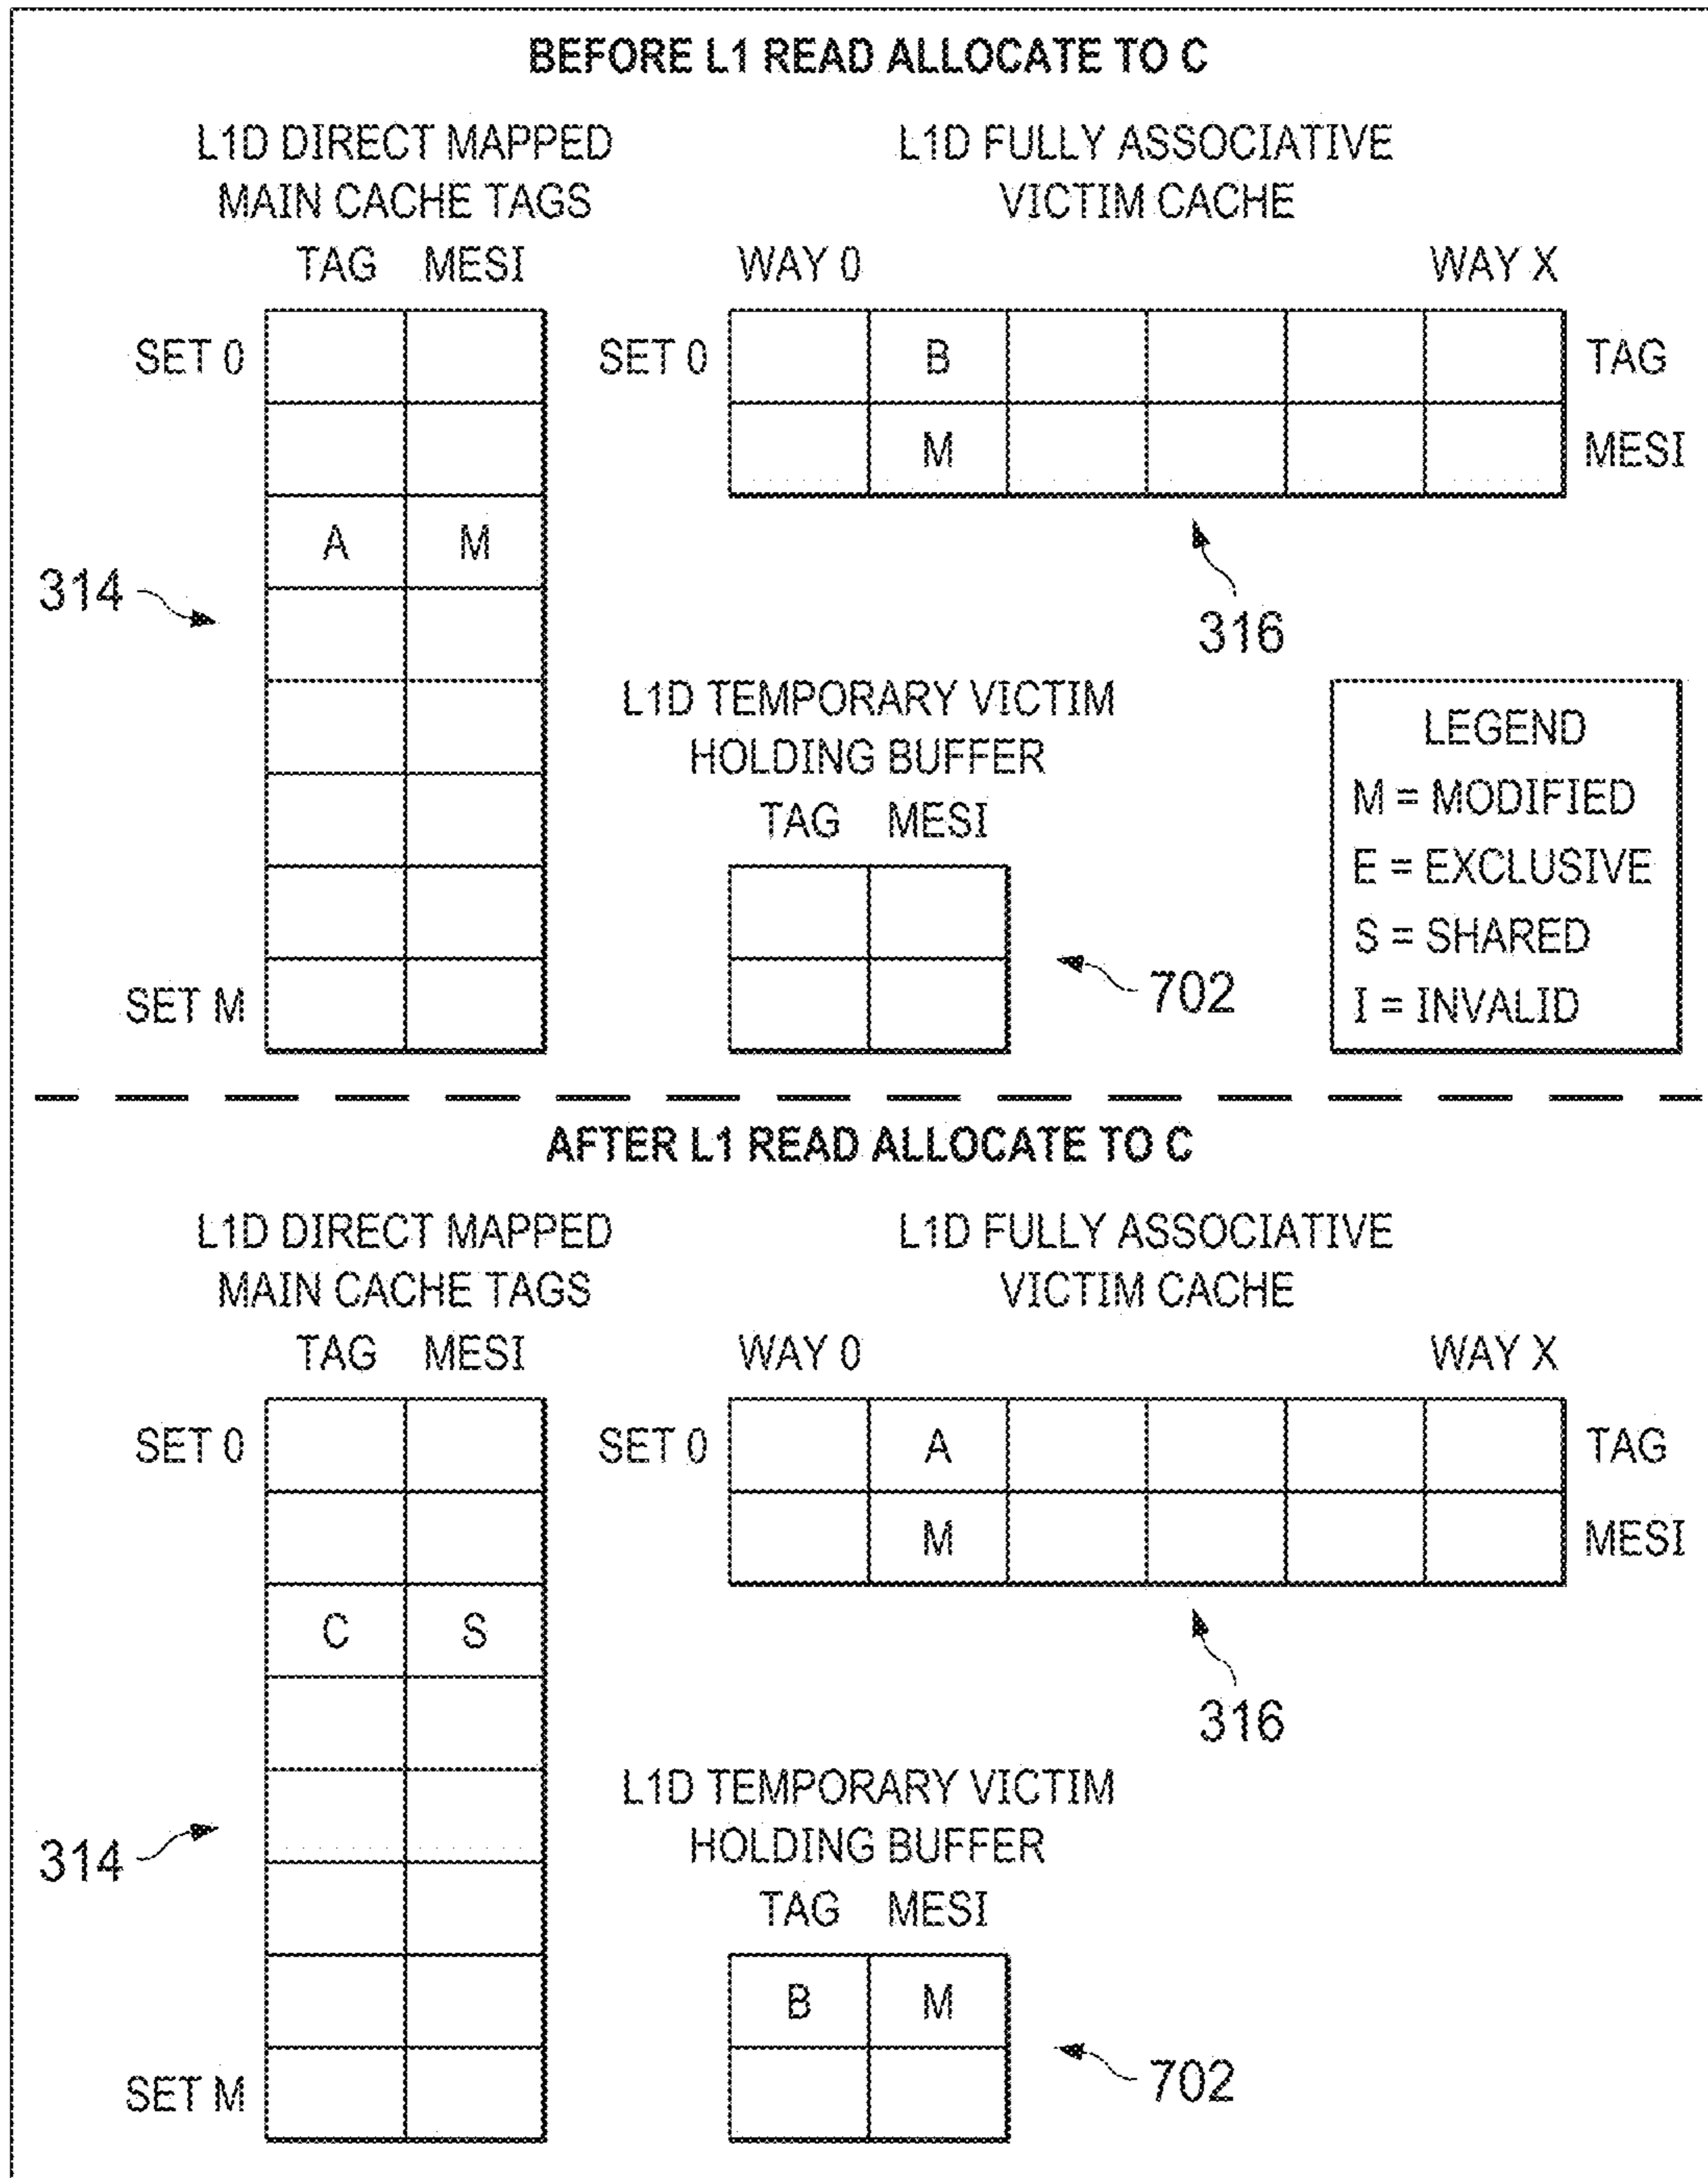 BEFORE L1 READ ALLOCATE TO C
L1D DIRECT MAPPED
MAIN CACHE TAGS
TAG MESI
L1D FULLY ASSOCIATIVE
VICTIM CACHE
WAY 0 WAY X
SET 0
SET 0 B TAG
M MESI
A M
314
316
L1D TEMPORARY VICTIM
HOLDING BUFFER
TAG MESI
702
SET M
LEGEND
M = MODIFIED
E = EXCLUSIVE
S = SHARED
I = INVALID
AFTER L1 READ ALLOCATE TO C
L1D DIRECT MAPPED
MAIN CACHE TAGS
TAG MESI
L1D FULLY ASSOCIATIVE
VICTIM CACHE
WAY 0 WAY X
SET 0
SET 0 A TAG
M MESI
C S
316
314
L1D TEMPORARY VICTIM
HOLDING BUFFER
TAG MESI
B M
702
SET M